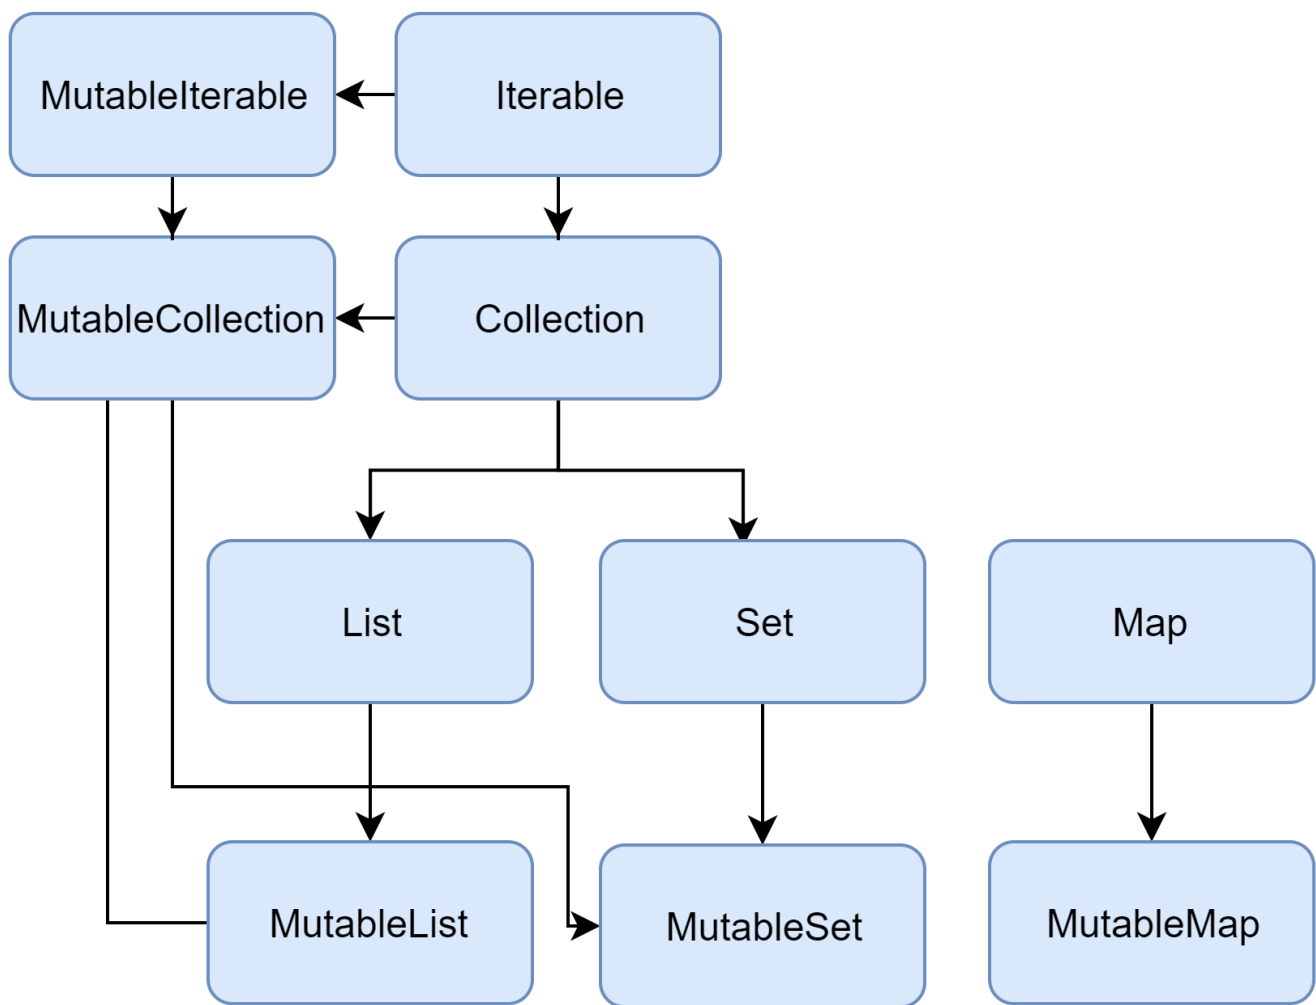 MutableIterable
Iterable
MutableCollection
Collection
List
Set
Map
MutableList
MutableSet
MutableMap